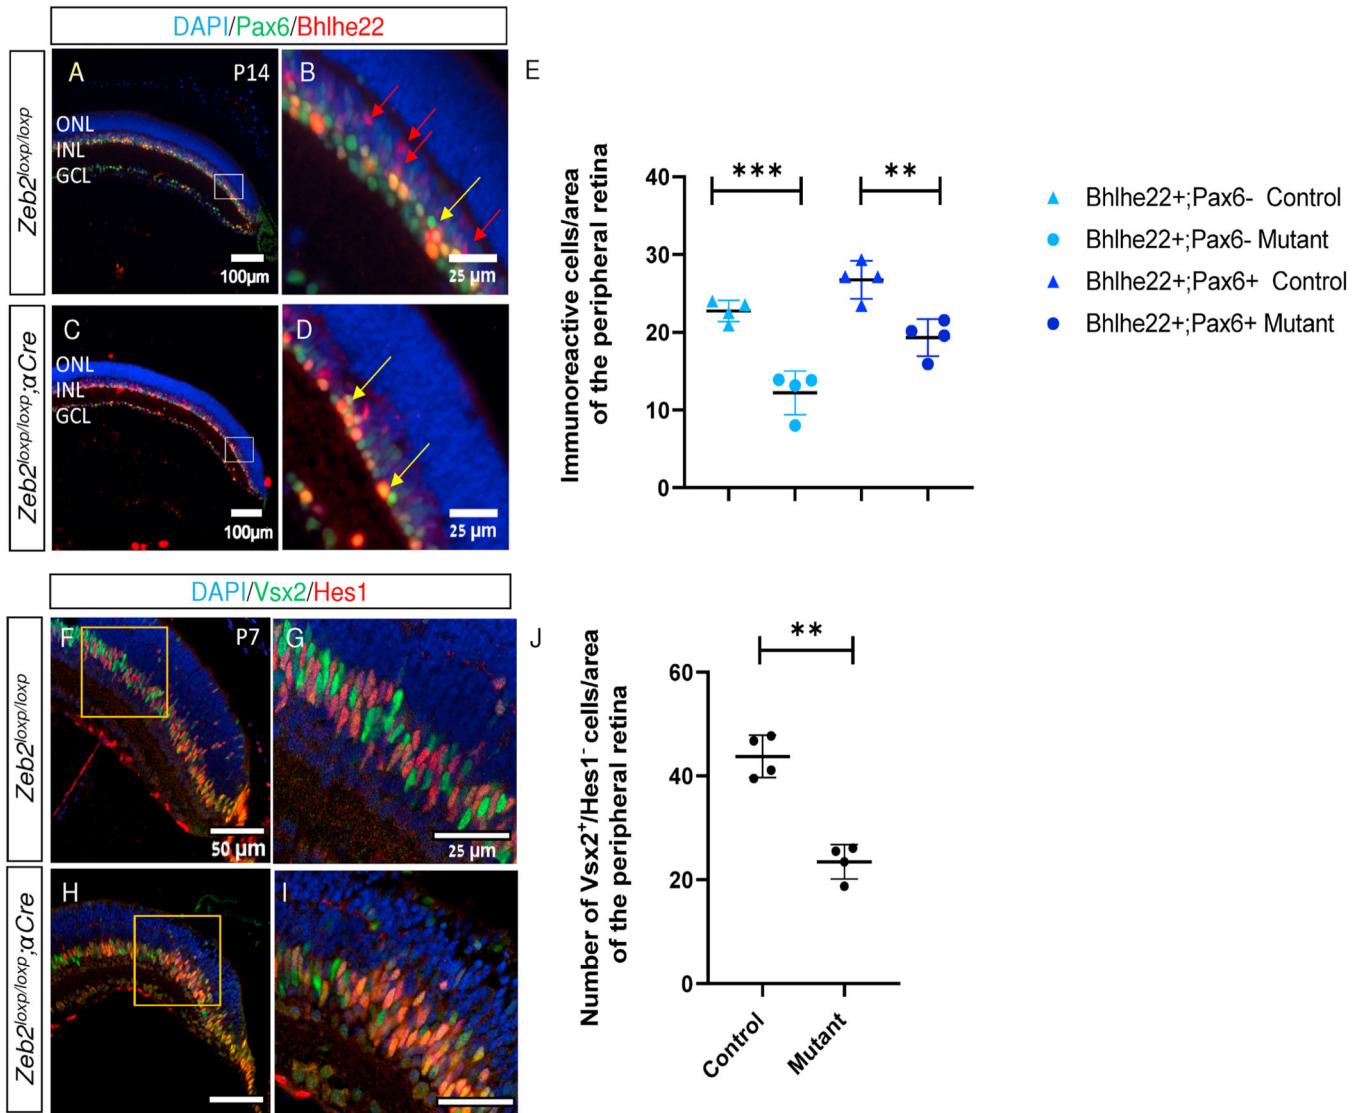 DAPI/Pax6/Bhlhe22
Zeb2loxp/loxp
A
P14
ONL
INL
GCL
100µm
B
25 µm
Zeb2loxp/loxp;αCre
C
ONL
INL
GCL
100µm
D
25 µm
E
Immunoreactive cells/area
of the peripheral retina
40
30
20
10
0
***
**
Bhlhe22+;Pax6- Control
Bhlhe22+;Pax6- Mutant
Bhlhe22+;Pax6+ Control
Bhlhe22+;Pax6+ Mutant
DAPI/Vsx2/Hes1
Zeb2loxp/loxp
F
P7
50 µm
G
25 µm
Zeb2loxp/loxp;αCre
H
I
J
Number of Vsx2+/Hes1- cells/area
of the peripheral retina
60
40
20
0
**
Control
Mutant